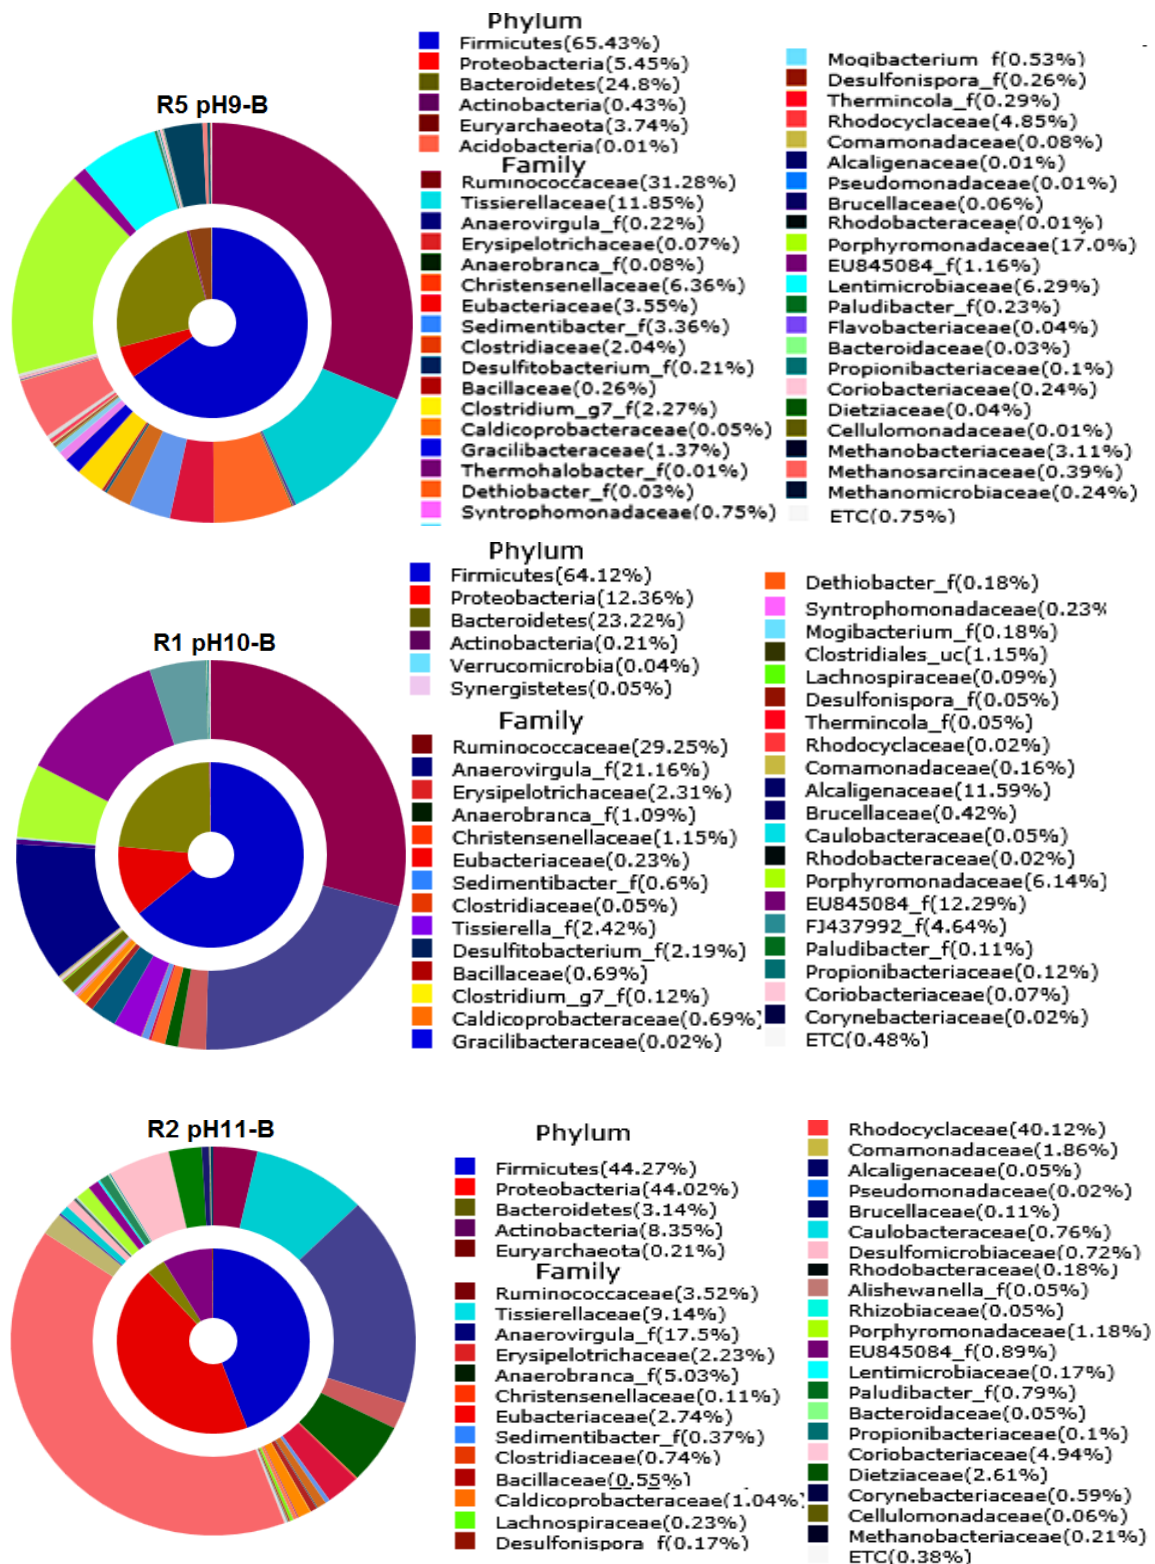 R5 pH9-B
Phylum
Firmicutes(65.43%)
Proteobacteria(5.45%)
Bacteroidetes(24.8%)
Actinobacteria(0.43%)
Euryarchaeota(3.74%)
Acidobacteria(0.01%)
Family
Ruminococcaceae(31.28%)
Tissierellaceae(11.85%)
Anaerovirgula_f(0.22%)
Erysipelotrichaceae(0.07%)
Anaerobranca_f(0.08%)
Christensenellaceae(6.36%)
Eubacteriaceae(3.55%)
Sedimentibacter_f(3.36%)
Clostridiaceae(2.04%)
Desulfitobacterium_f(0.21%)
Bacillaceae(0.26%)
Clostridium_g7_f(2.27%)
Caldicoprobacteraceae(0.05%)
Gracilibacteraceae(1.37%)
Thermohalobacter_f(0.01%)
Dethiobacter_f(0.03%)
Syntrophomonadaceae(0.75%)
Mogibacterium_f(0.53%)
Desulfonispora_f(0.26%)
Thermincola_f(0.29%)
Rhodocyclaceae(4.85%)
Comamonadaceae(0.08%)
Alcaligenaceae(0.01%)
Pseudomonadaceae(0.01%)
Brucellaceae(0.06%)
Rhodobacteraceae(0.01%)
Porphyromonadaceae(17.0%)
EU845084_f(1.16%)
Lentimicrobiaceae(6.29%)
Paludibacter_f(0.23%)
Flavobacteriaceae(0.04%)
Bacteroidaceae(0.03%)
Propionibacteriaceae(0.1%)
Coriobacteriaceae(0.24%)
Dietziaceae(0.04%)
Cellulomonadaceae(0.01%)
Methanobacteriaceae(3.11%)
Methanosarcinaceae(0.39%)
Methanomicrobiaceae(0.24%)
ETC(0.75%)
R1 pH10-B
Phylum
Firmicutes(64.12%)
Proteobacteria(12.36%)
Bacteroidetes(23.22%)
Actinobacteria(0.21%)
Verrucomicrobia(0.04%)
Synergistetes(0.05%)
Family
Ruminococcaceae(29.25%)
Anaerovirgula_f(21.16%)
Erysipelotrichaceae(2.31%)
Anaerobranca_f(1.09%)
Christensenellaceae(1.15%)
Eubacteriaceae(0.23%)
Sedimentibacter_f(0.6%)
Clostridiaceae(0.05%)
Tissierella_f(2.42%)
Desulfitobacterium_f(2.19%)
Bacillaceae(0.69%)
Clostridium_g7_f(0.12%)
Caldicoprobacteraceae(0.69%)
Gracilibacteraceae(0.02%)
Dethiobacter_f(0.18%)
Syntrophomonadaceae(0.23%
Mogibacterium_f(0.18%)
Clostridiales_uc(1.15%)
Lachnospiraceae(0.09%)
Desulfonispora_f(0.05%)
Thermincola_f(0.05%)
Rhodocyclaceae(0.02%)
Comamonadaceae(0.16%)
Alcaligenaceae(11.59%)
Brucellaceae(0.42%)
Caulobacteraceae(0.05%)
Rhodobacteraceae(0.02%)
Porphyromonadaceae(6.14%)
EU845084_f(12.29%)
FJ437992_f(4.64%)
Paludibacter_f(0.11%)
Propionibacteriaceae(0.12%)
Coriobacteriaceae(0.07%)
Corynebacteriaceae(0.02%)
ETC(0.48%)
R2 pH11-B
Phylum
Firmicutes(44.27%)
Proteobacteria(44.02%)
Bacteroidetes(3.14%)
Actinobacteria(8.35%)
Euryarchaeota(0.21%)
Family
Ruminococcaceae(3.52%)
Tissierellaceae(9.14%)
Anaerovirgula_f(17.5%)
Erysipelotrichaceae(2.23%)
Anaerobranca_f(5.03%)
Christensenellaceae(0.11%)
Eubacteriaceae(2.74%)
Sedimentibacter_f(0.37%)
Clostridiaceae(0.74%)
Bacillaceae(0.55%)
Caldicoprobacteraceae(1.04%)
Lachnospiraceae(0.23%)
Desulfonispora_f(0.17%)
Rhodocyclaceae(40.12%)
Comamonadaceae(1.86%)
Alcaligenaceae(0.05%)
Pseudomonadaceae(0.02%)
Brucellaceae(0.11%)
Caulobacteraceae(0.76%)
Desulfomicrobiaceae(0.72%)
Rhodobacteraceae(0.18%)
Alishewanella_f(0.05%)
Rhizobiaceae(0.05%)
Porphyromonadaceae(1.18%)
EU845084_f(0.89%)
Lentimicrobiaceae(0.17%)
Paludibacter_f(0.79%)
Bacteroidaceae(0.05%)
Propionibacteriaceae(0.1%)
Coriobacteriaceae(4.94%)
Dietziaceae(2.61%)
Corynebacteriaceae(0.59%)
Cellulomonadaceae(0.06%)
Methanobacteriaceae(0.21%)
ETC(0.38%)